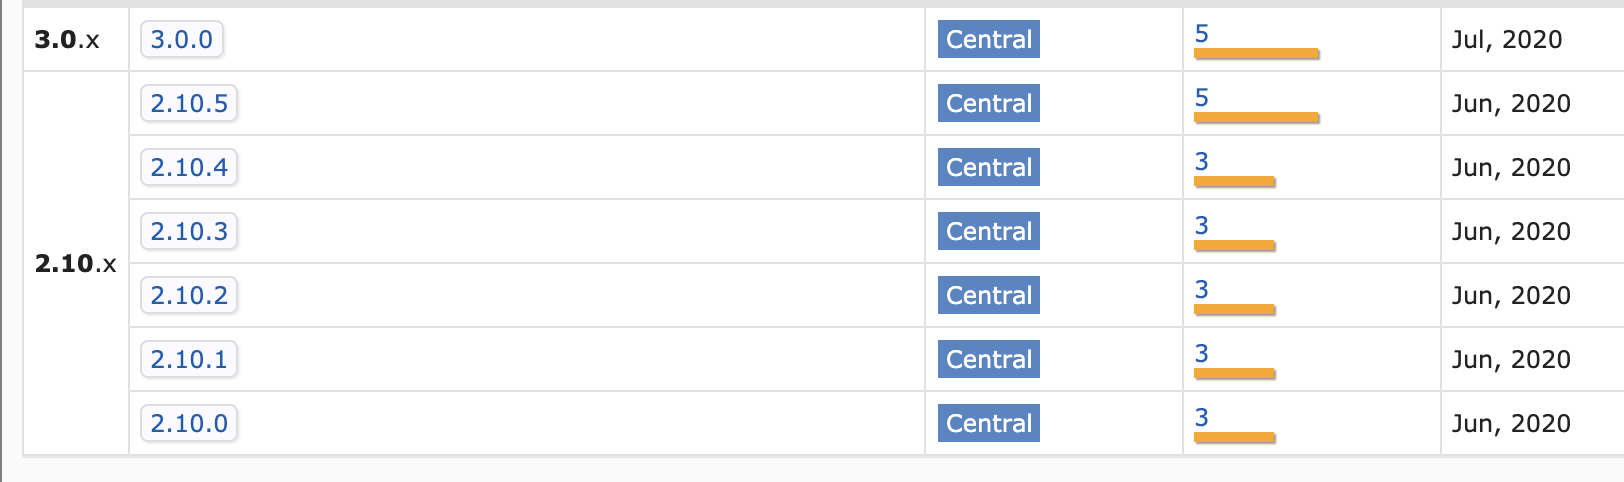 3.0.x 3.0.0 Central 5 Jul, 2020
2.10.5 Central 5 Jun, 2020
2.10.4 Central 3 Jun, 2020
2.10.3 Central 3 Jun, 2020
2.10.x
2.10.2 Central 3 Jun, 2020
2.10.1 Central 3 Jun, 2020
2.10.0 Central 3 Jun, 2020